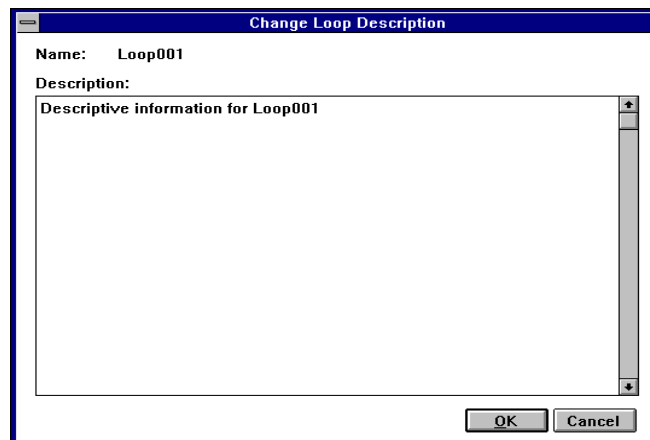 Change Loop Description
Name: Loop001
Description:
Descriptive information for Loop001
OK Cancel